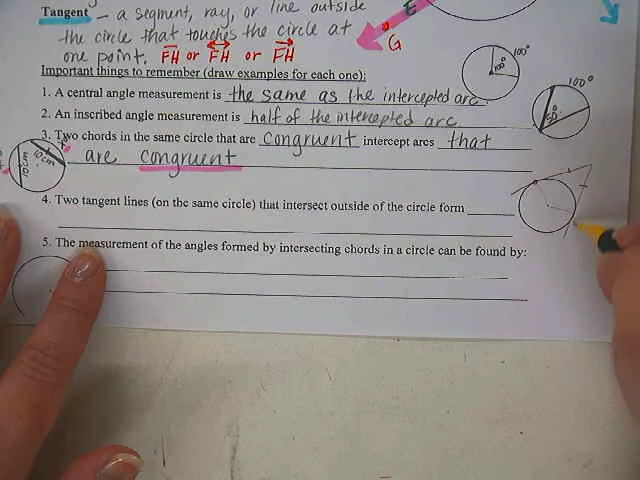 Tangent - a segment, ray, or line outside
the circle that touches the circle at
one point. FH or FH or FH
E
G
Important things to remember (draw examples for each one):
100°
100°
1. A central angle measurement is the same as the intercepted arc.
100°
2. An inscribed angle measurement is half of the intercepted arc
50°
3. Two chords in the same circle that are congruent intercept arcs that
are congruent
10cm
10cm
4. Two tangent lines (on the same circle) that intersect outside of the circle form
5. The measurement of the angles formed by intersecting chords in a circle can be found by: